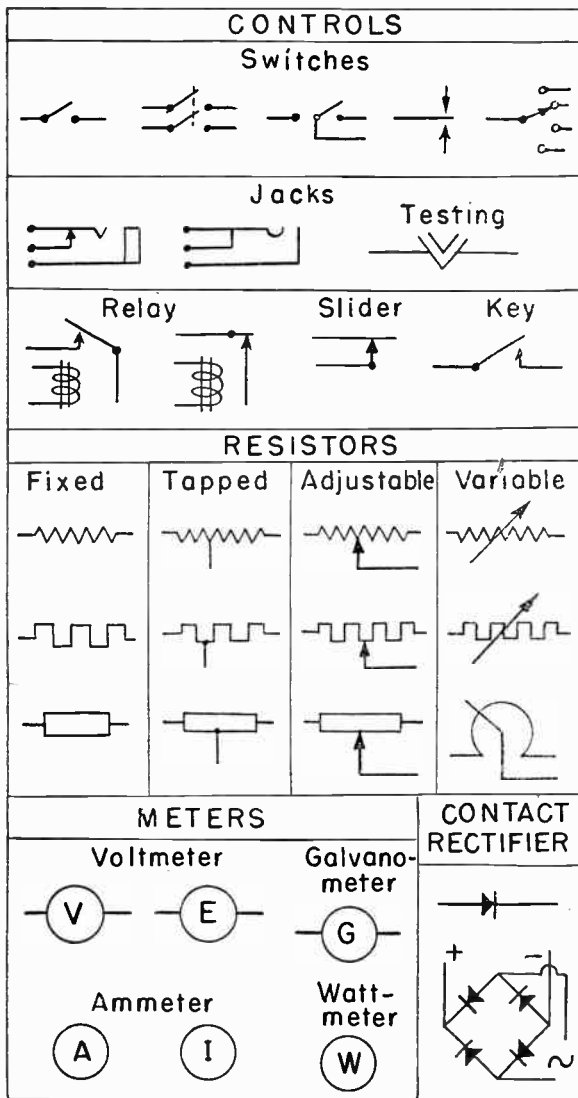 CONTROLS
Switches
Jacks
Testing
Relay Slider Key
RESISTORS
Fixed Tapped Adjustable Variable
METERS
Voltmeter
V E
Galvano-
meter
G
Ammeter
A I
Watt-
meter
W
CONTACT
RECTIFIER
+ −
~